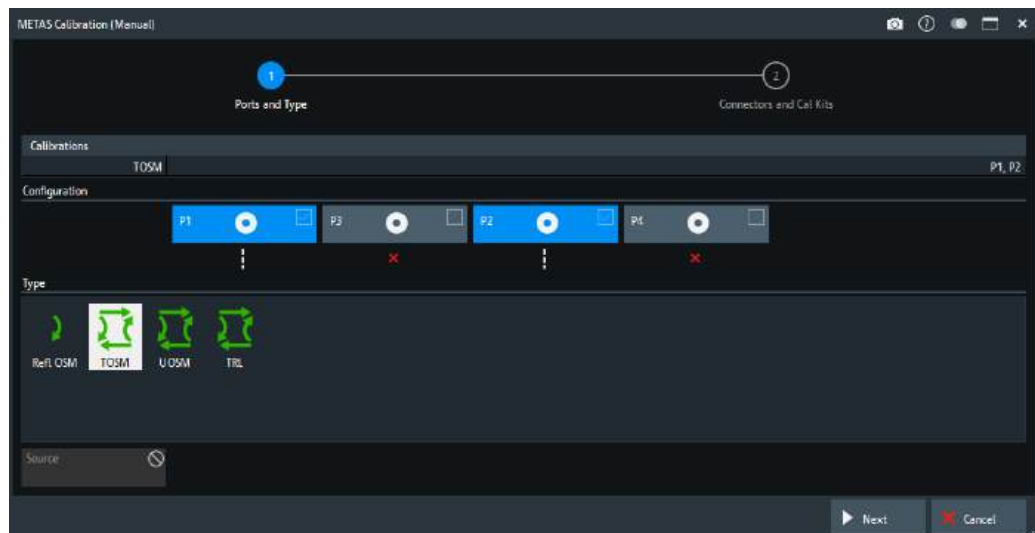 METAS Calibration (Manual)
1
2
Ports and Type
Connectors and Cal Kits
Calibrations
TOSM
P1, P2
Configuration
P1
P3
P2
P4
Type
Refl OSM
TOSM
UOSM
TRL
Source
Next
Cancel